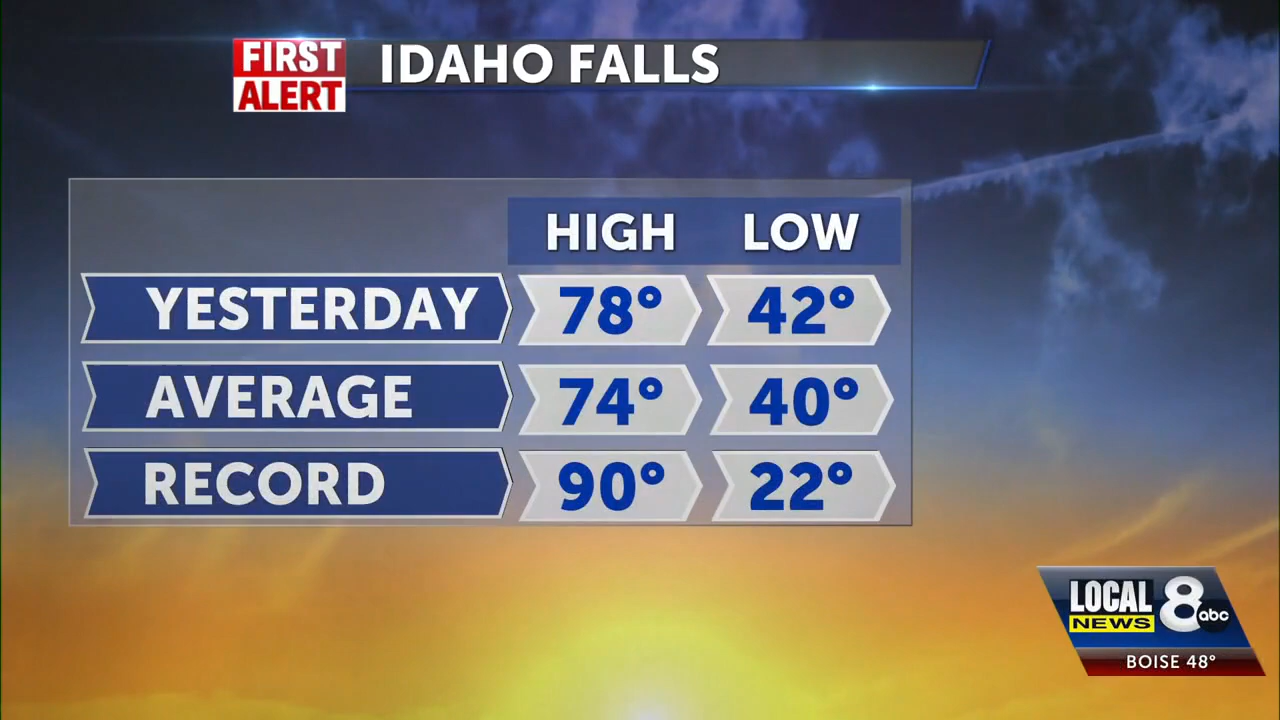 FIRST
ALERT
IDAHO FALLS
HIGH LOW
YESTERDAY 78° 42°
AVERAGE 74° 40°
RECORD 90° 22°
LOCAL
NEWS
8
abc
BOISE 48°